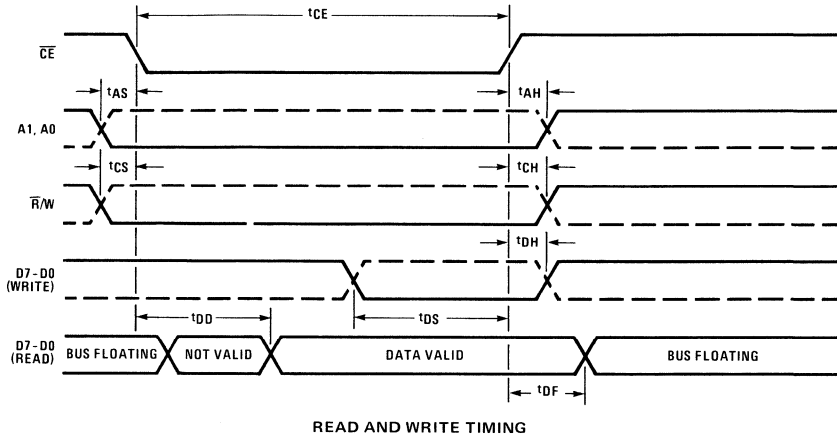 tCE
CE
tAS
tAH
A1, A0
tCS
tCH
R/W
tDH
D7-D0
(WRITE)
tDD
tDS
D7-D0
(READ)
BUS FLOATING
NOT VALID
DATA VALID
BUS FLOATING
tDF
READ AND WRITE TIMING